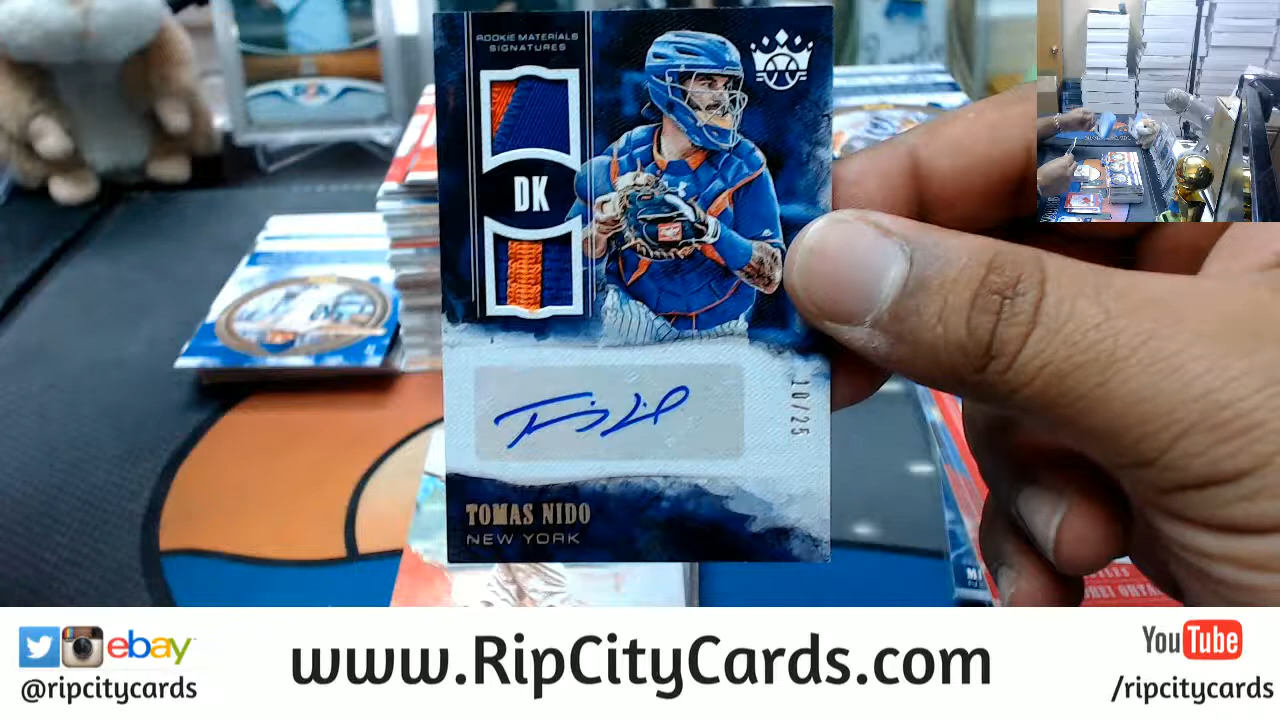 ROOKIE MATERIALS
SIGNATURES
DK
10/25
TOMAS NIDO
NEW YORK
ebay
@ripcitycards
www.RipCityCards.com
YouTube
/ripcitycards